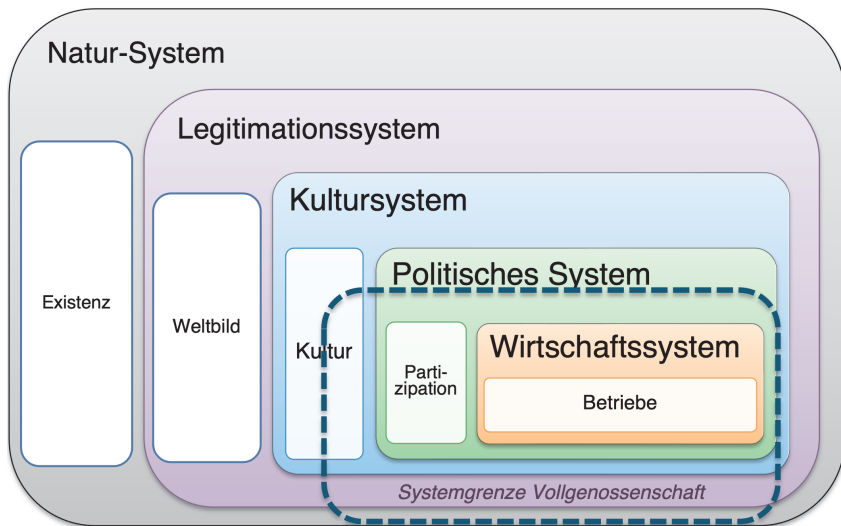 Natur-System
Legitimationssystem
Kultursystem
Politisches System
Existenz
Weltbild
Kultur
Parti-
zipation
Wirtschaftssystem
Betriebe
Systemgrenze Vollgenossenschaft